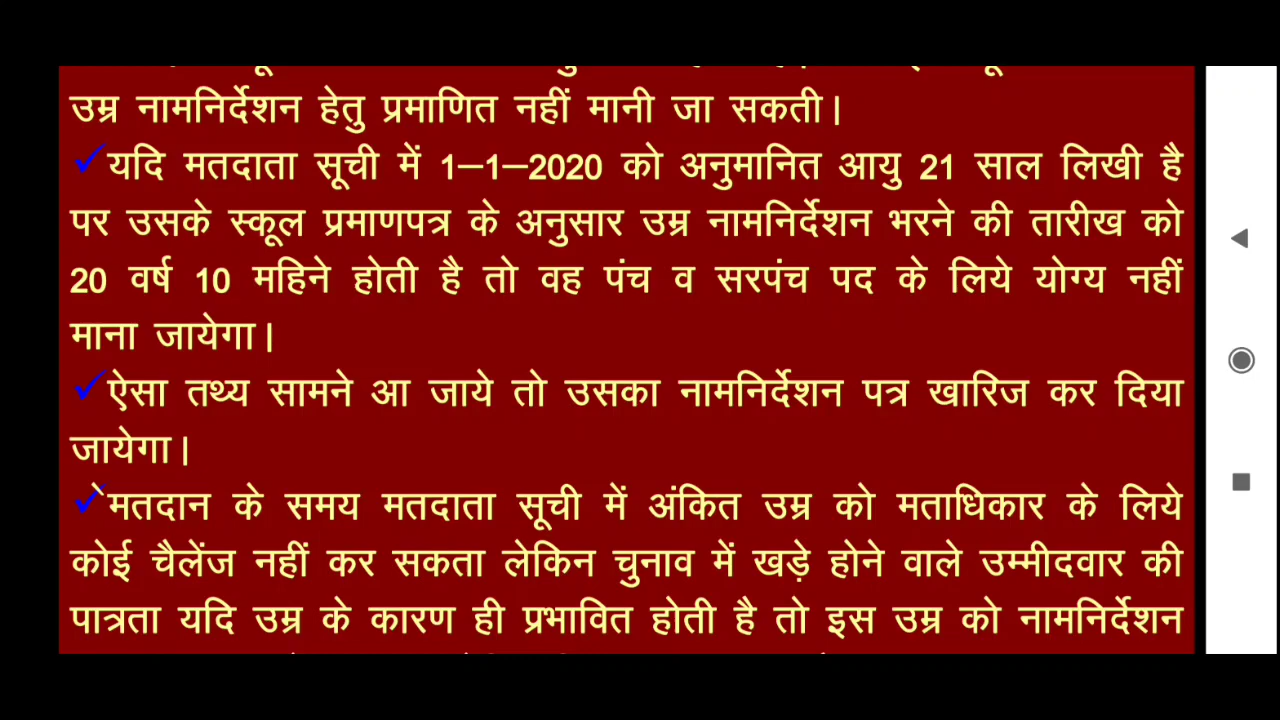 उम्र नामनिर्देशन हेतु प्रमाणित नहीं मानी जा सकती।
✓यदि मतदाता सूची में 1–1–2020 को अनुमानित आयु 21 साल लिखी है
पर उसके स्कूल प्रमाणपत्र के अनुसार उम्र नामनिर्देशन भरने की तारीख को
20 वर्ष 10 महिने होती है तो वह पंच व सरपंच पद के लिये योग्य नहीं
माना जायेगा।
✓ऐसा तथ्य सामने आ जाये तो उसका नामनिर्देशन पत्र खारिज कर दिया
जायेगा।
✓मतदान के समय मतदाता सूची में अंकित उम्र को मताधिकार के लिये
कोई चैलेंज नहीं कर सकता लेकिन चुनाव में खड़े होने वाले उम्मीदवार की
पात्रता यदि उम्र के कारण ही प्रभावित होती है तो इस उम्र को नामनिर्देशन